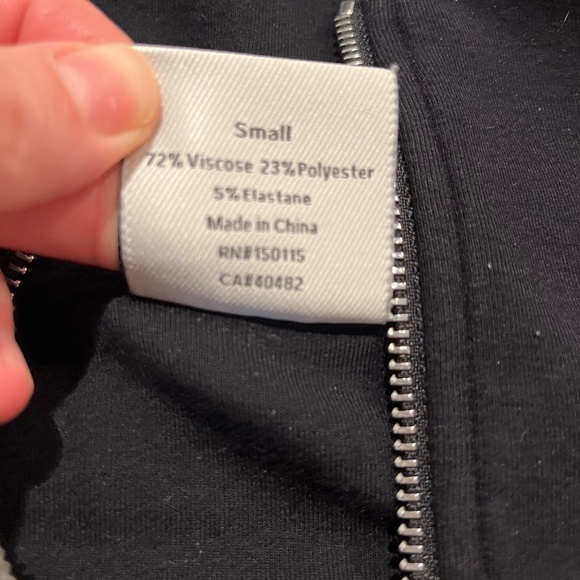 Small
72% Viscose 23% Polyester
5% Elastane
Made in China
RN#150115
CA#40482